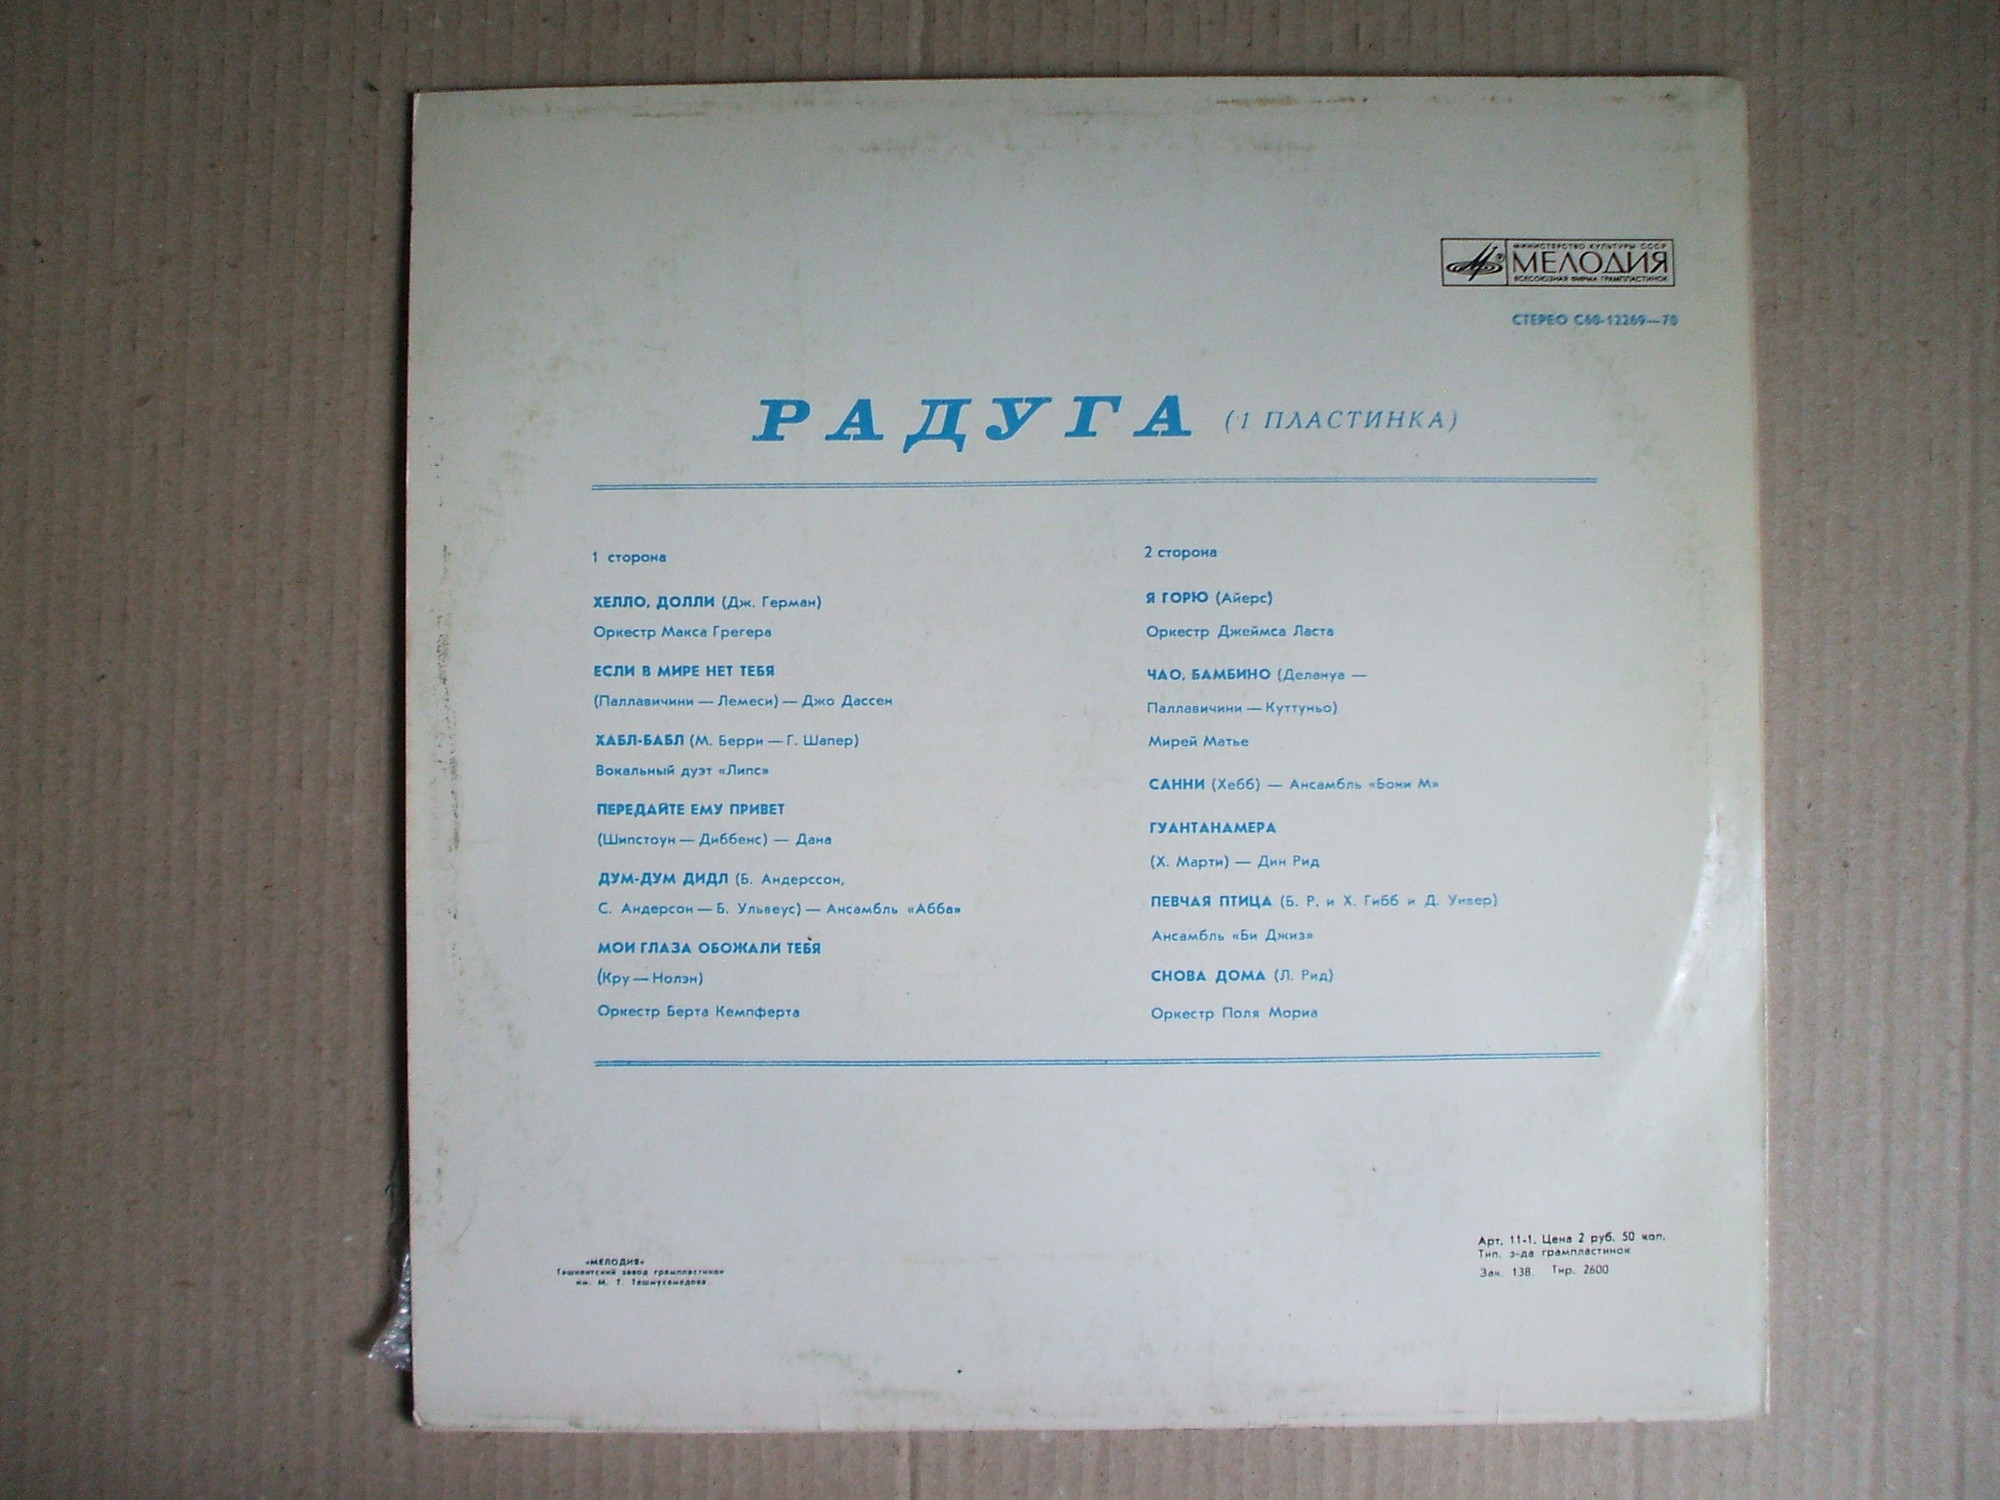 МИНИСТЕРСТВО КУЛЬТУРЫ СССР
МЕЛОДИЯ
ВСЕСОЮЗНАЯ ФИРМА ГРАМПЛАСТИНОК
СТЕРЕО С60-12269—70
РАДУГА (1 ПЛАСТИНКА)
1 сторона
ХЕЛЛО, ДОЛЛИ (Дж. Герман)
Оркестр Макса Грегера
ЕСЛИ В МИРЕ НЕТ ТЕБЯ
(Паллавичини — Лемеси) — Джо Дассен
ХАБЛ-БАБЛ (М. Берри — Г. Шапер)
Вокальный дуэт «Липс»
ПЕРЕДАЙТЕ ЕМУ ПРИВЕТ
(Шипстоун — Диббенс) — Дана
ДУМ-ДУМ ДИДЛ (Б. Андерссон,
С. Андерсон — Б. Ульвеус) — Ансамбль «Абба»
МОИ ГЛАЗА ОБОЖАЛИ ТЕБЯ
(Кру — Нолэн)
Оркестр Берта Кемпферта
2 сторона
Я ГОРЮ (Айерс)
Оркестр Джеймса Ласта
ЧАО, БАМБИНО (Делануа —
Паллавичини — Куттуньо)
Мирей Матье
САННИ (Хебб) — Ансамбль «Бони М»
ГУАНТАНАМЕРА
(Х. Марти) — Дин Рид
ПЕВЧАЯ ПТИЦА (Б. Р. и Х. Гибб и Д. Уивер)
Ансамбль «Би Джиз»
СНОВА ДОМА (Л. Рид)
Оркестр Поля Мориа
«МЕЛОДИЯ»
Ташкентский завод грампластинок
им. М. Т. Ташмухамедова
Арт. 11-1. Цена 2 руб. 50 коп.
Тип. з-да грампластинок
Зак. 138. Тир. 2600